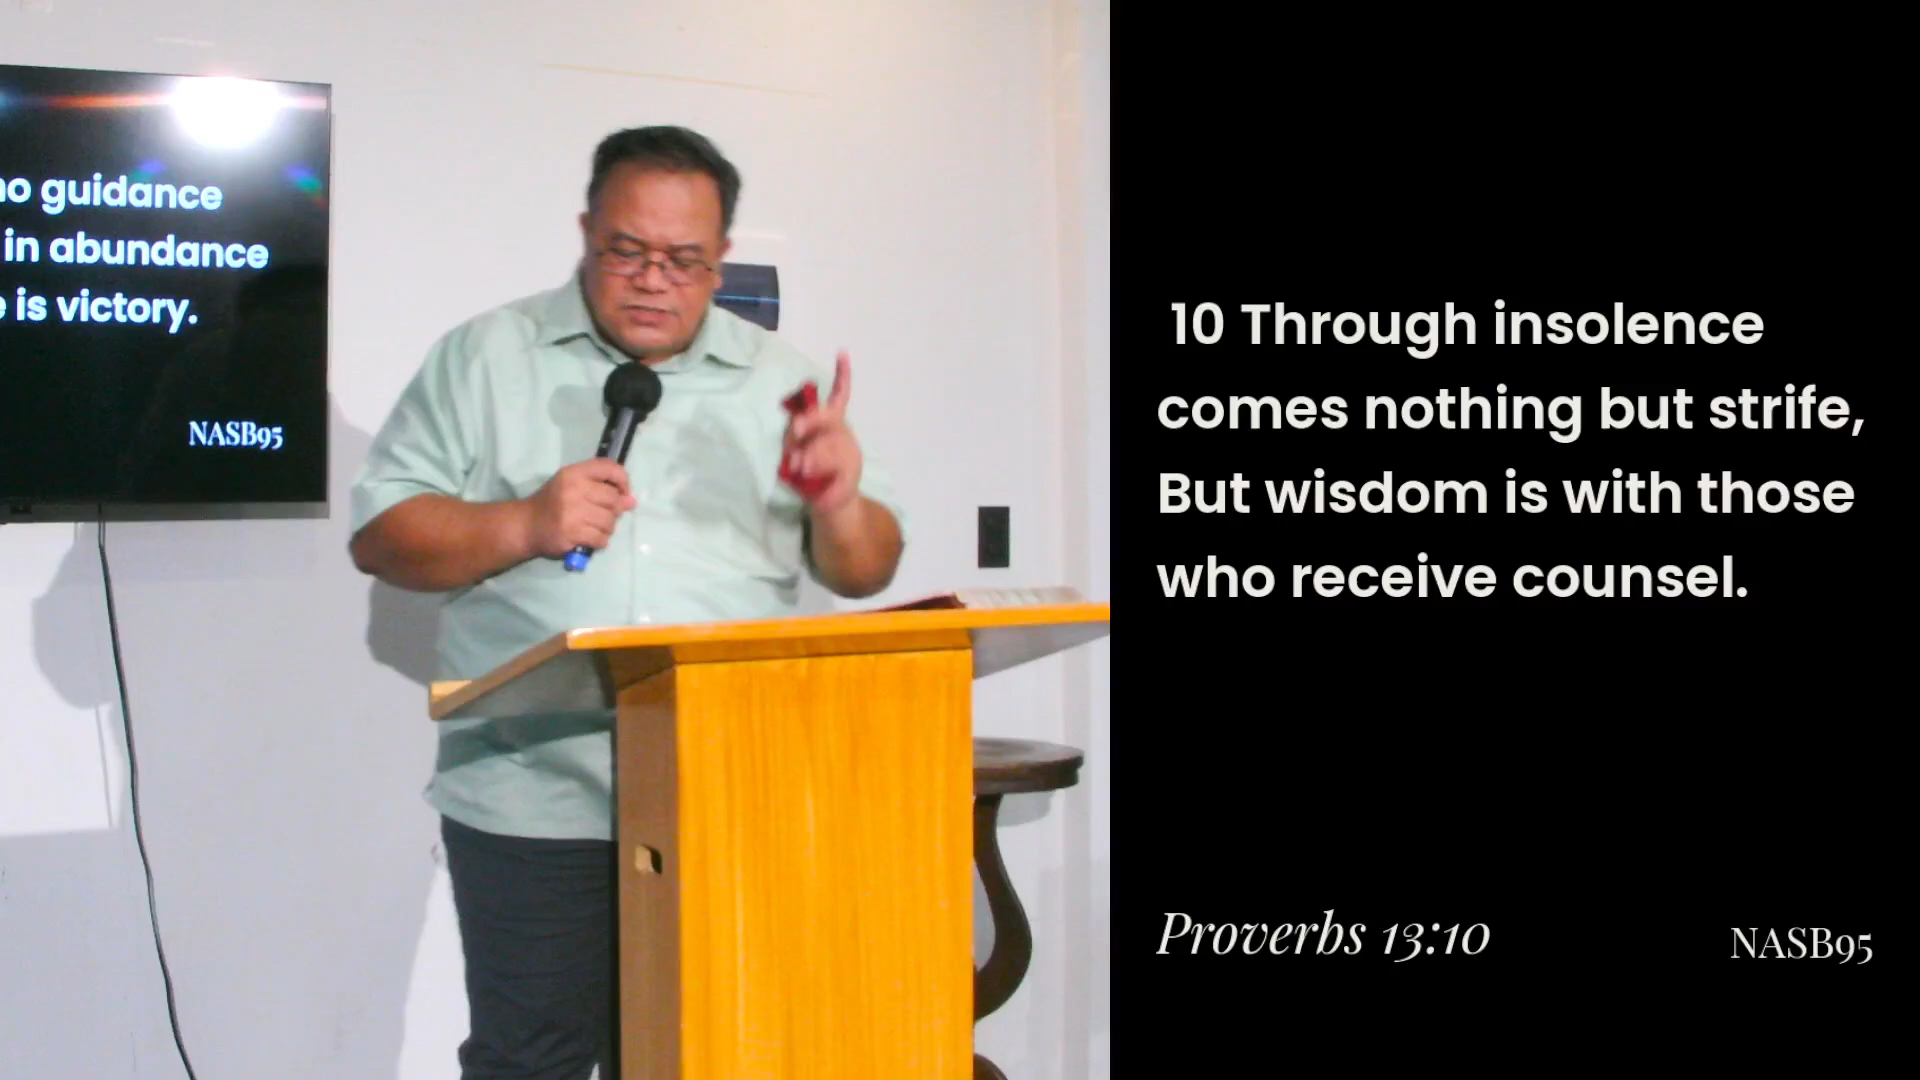 no guidance
in abundance
is victory.
NASB95
10 Through insolence
comes nothing but strife,
But wisdom is with those
who receive counsel.
Proverbs 13:10
NASB95